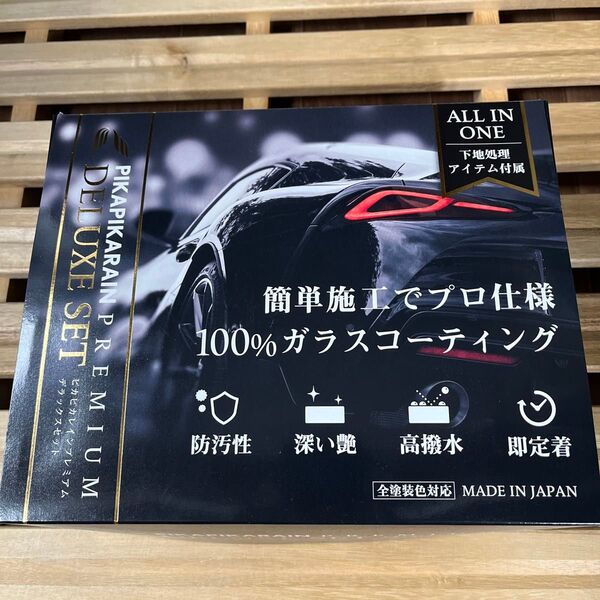 PIKAPIKARAIN PREMIUM
DELUXE SET
ピカピカレインプレミアム
デラックスセット
ALL IN
ONE
下地処理
アイテム付属
簡単施工でプロ仕様
100%ガラスコーティング
防汚性
深い艶
高撥水
即定着
全塗装色対応
MADE IN JAPAN